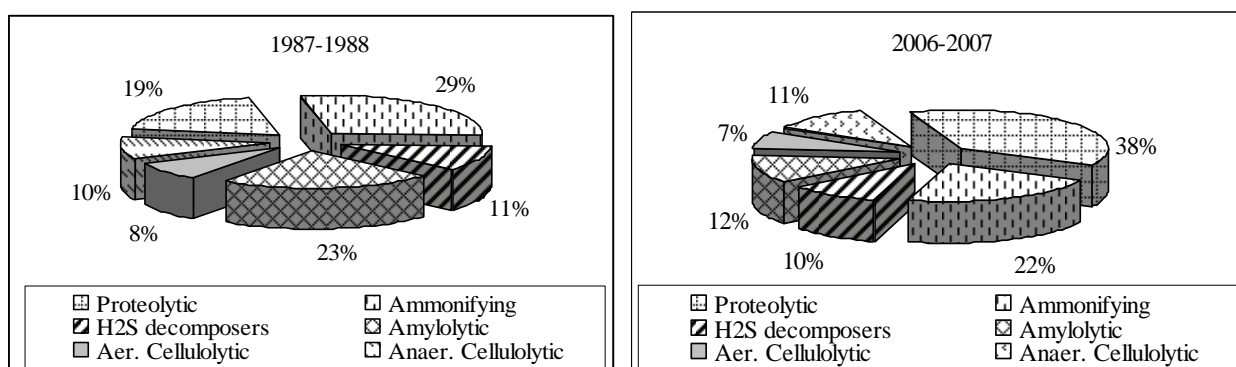 1987-1988
19%
29%
10%
11%
8%
23%
Proteolytic
Ammonifying
H2S decomposers
Amylolytic
Aer. Cellulolytic
Anaer. Cellulolytic
2006-2007
11%
7%
38%
12%
10%
22%
Proteolytic
Ammonifying
H2S decomposers
Amylolytic
Aer. Cellulolytic
Anaer. Cellulolytic